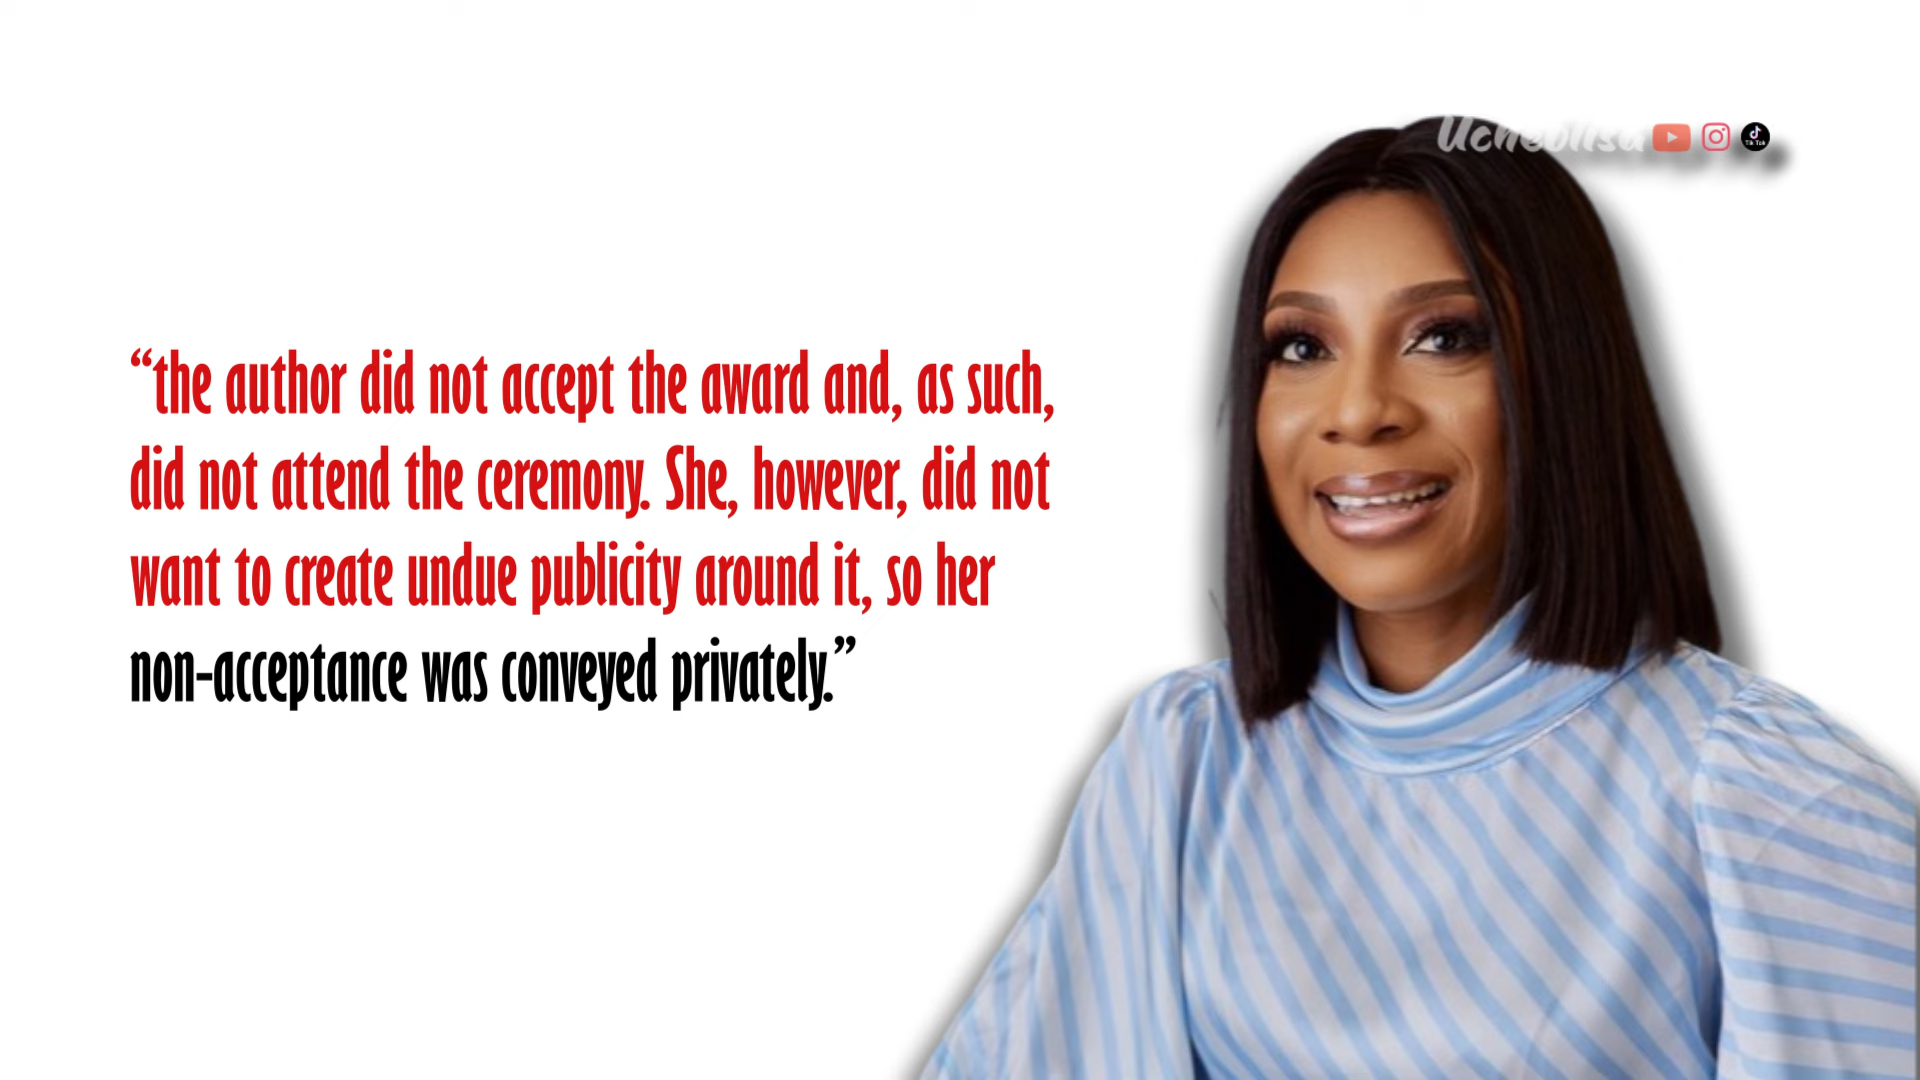 Ucheolisa
“the author did not accept the award and, as such,
did not attend the ceremony. She, however, did not
want to create undue publicity around it, so her
non-acceptance was conveyed privately.”